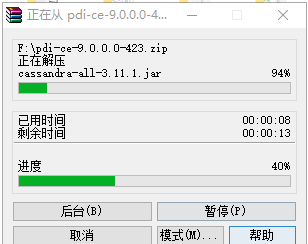 正在从 pdi-ce-9.0.0.0-4...
F:\pdi-ce-9.0.0.0-423.zip
正在解压
cassandra-all-3.11.1.jar 94%
已用时间 00:00:08
剩余时间 00:00:13
进度 40%
后台(B) 暂停(P)
取消 模式(M)... 帮助